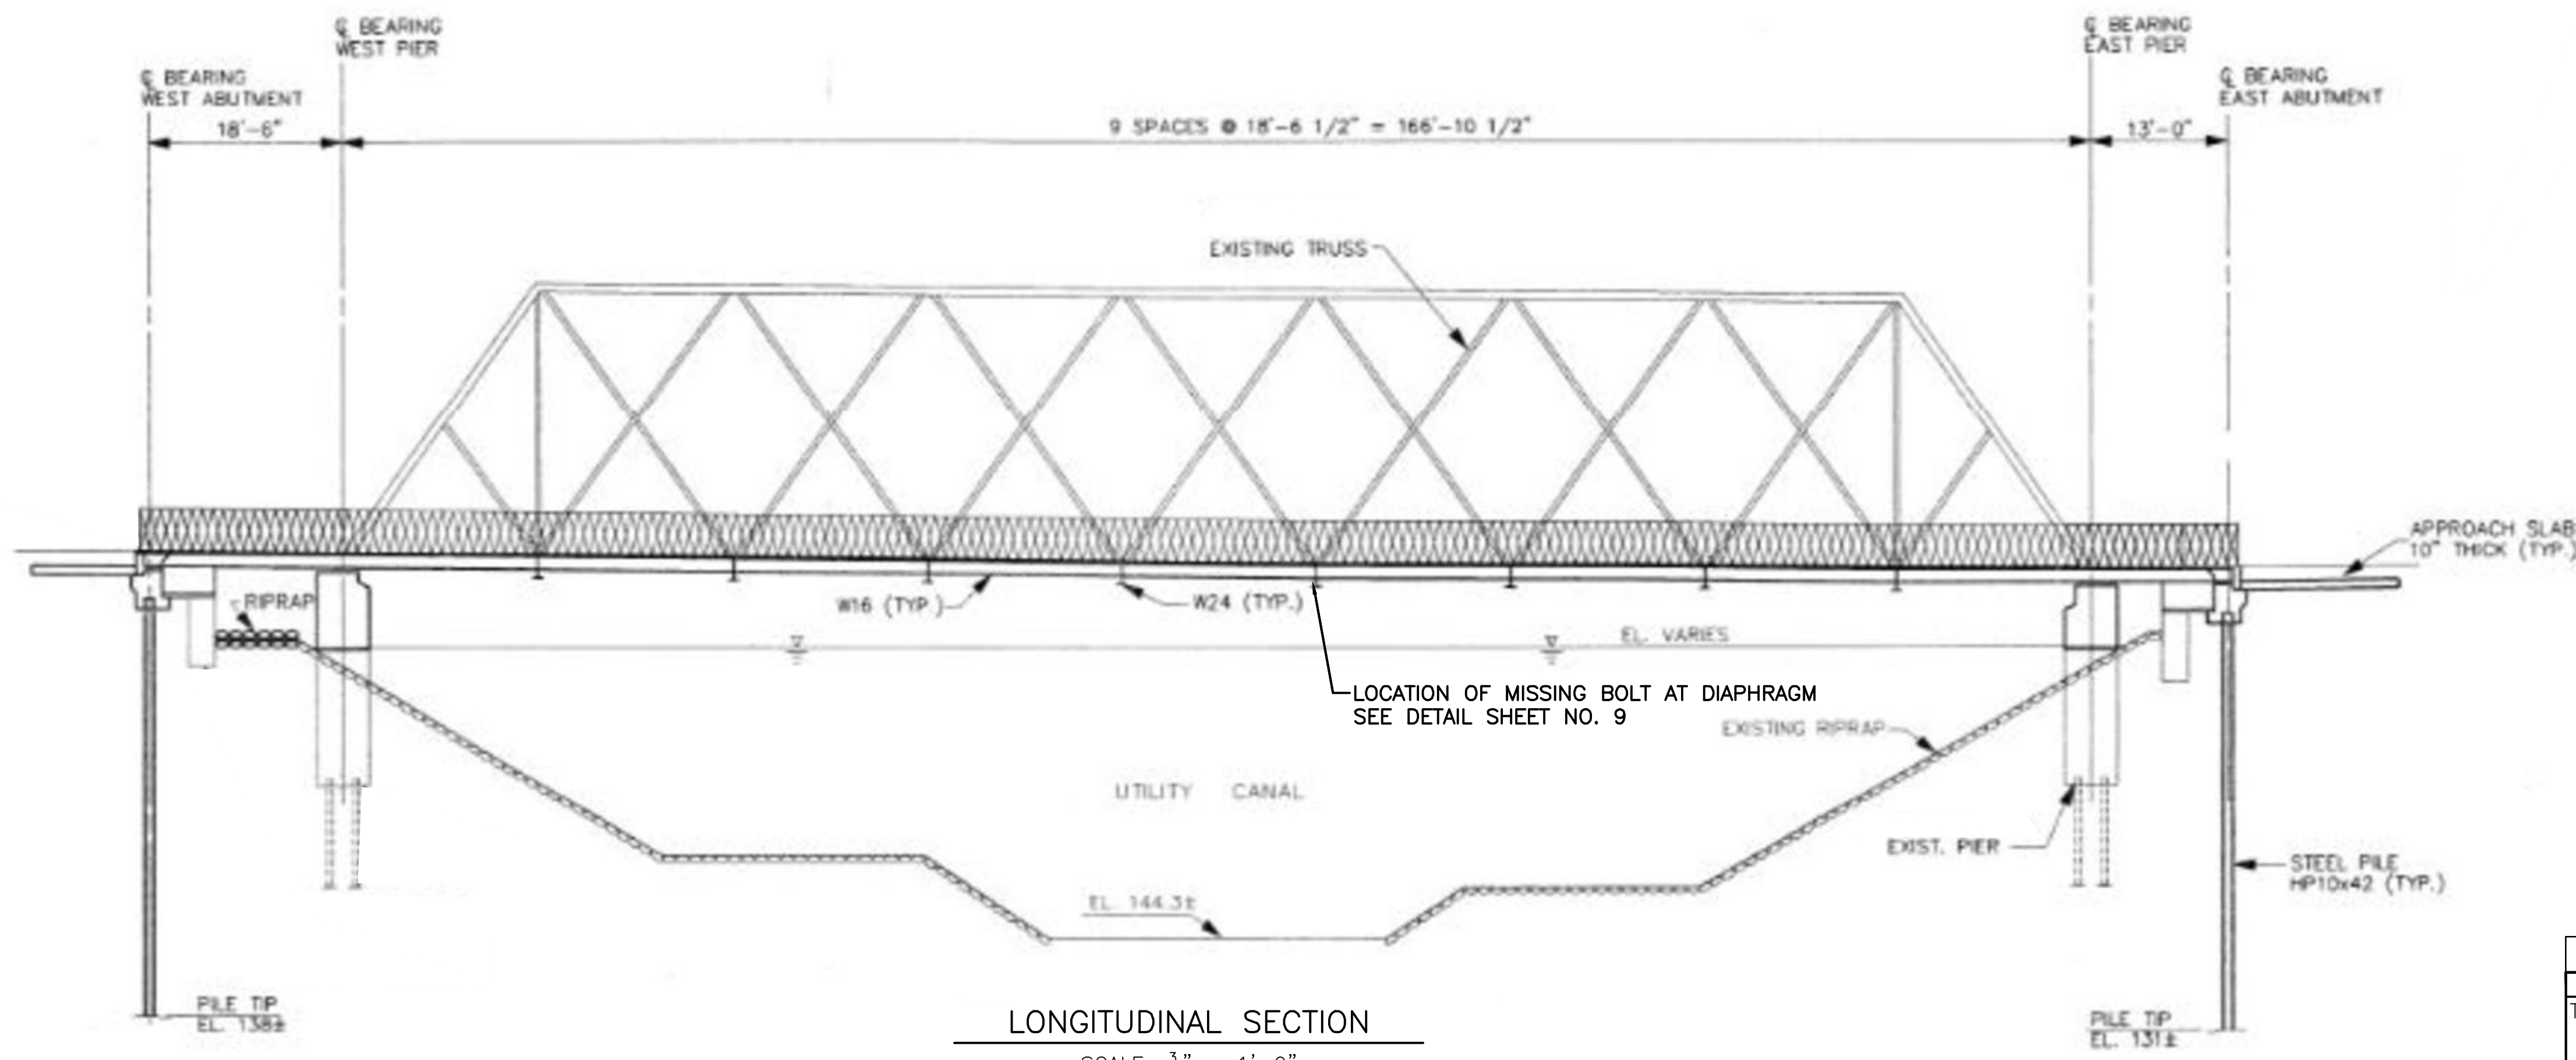 ℄ BEARING
WEST PIER
℄ BEARING
EAST PIER
℄ BEARING
WEST ABUTMENT
℄ BEARING
EAST ABUTMENT
18'-6"
9 SPACES @ 18'-6 1/2" = 166'-10 1/2"
13'-0"
EXISTING TRUSS
APPROACH SLAB
10" THICK (TYP.)
RIPRAP
W16 (TYP.)
W24 (TYP.)
EL. VARIES
LOCATION OF MISSING BOLT AT DIAPHRAGM
SEE DETAIL SHEET NO. 9
EXISTING RIPRAP
UTILITY CANAL
EXIST. PIER
STEEL PILE
HP10x42 (TYP.)
EL. 144.3±
PILE TIP
EL. 138±
PILE TIP
EL. 131±
LONGITUDINAL SECTION